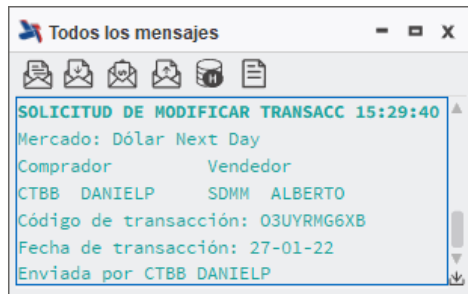 Todos los mensajes
SOLICITUD DE MODIFICAR TRANSACC 15:29:40
Mercado: Dólar Next Day
Comprador Vendedor
CTBB DANIELP SDMM ALBERTO
Código de transacción: O3UYRMG6XB
Fecha de transacción: 27-01-22
Enviada por CTBB DANIELP